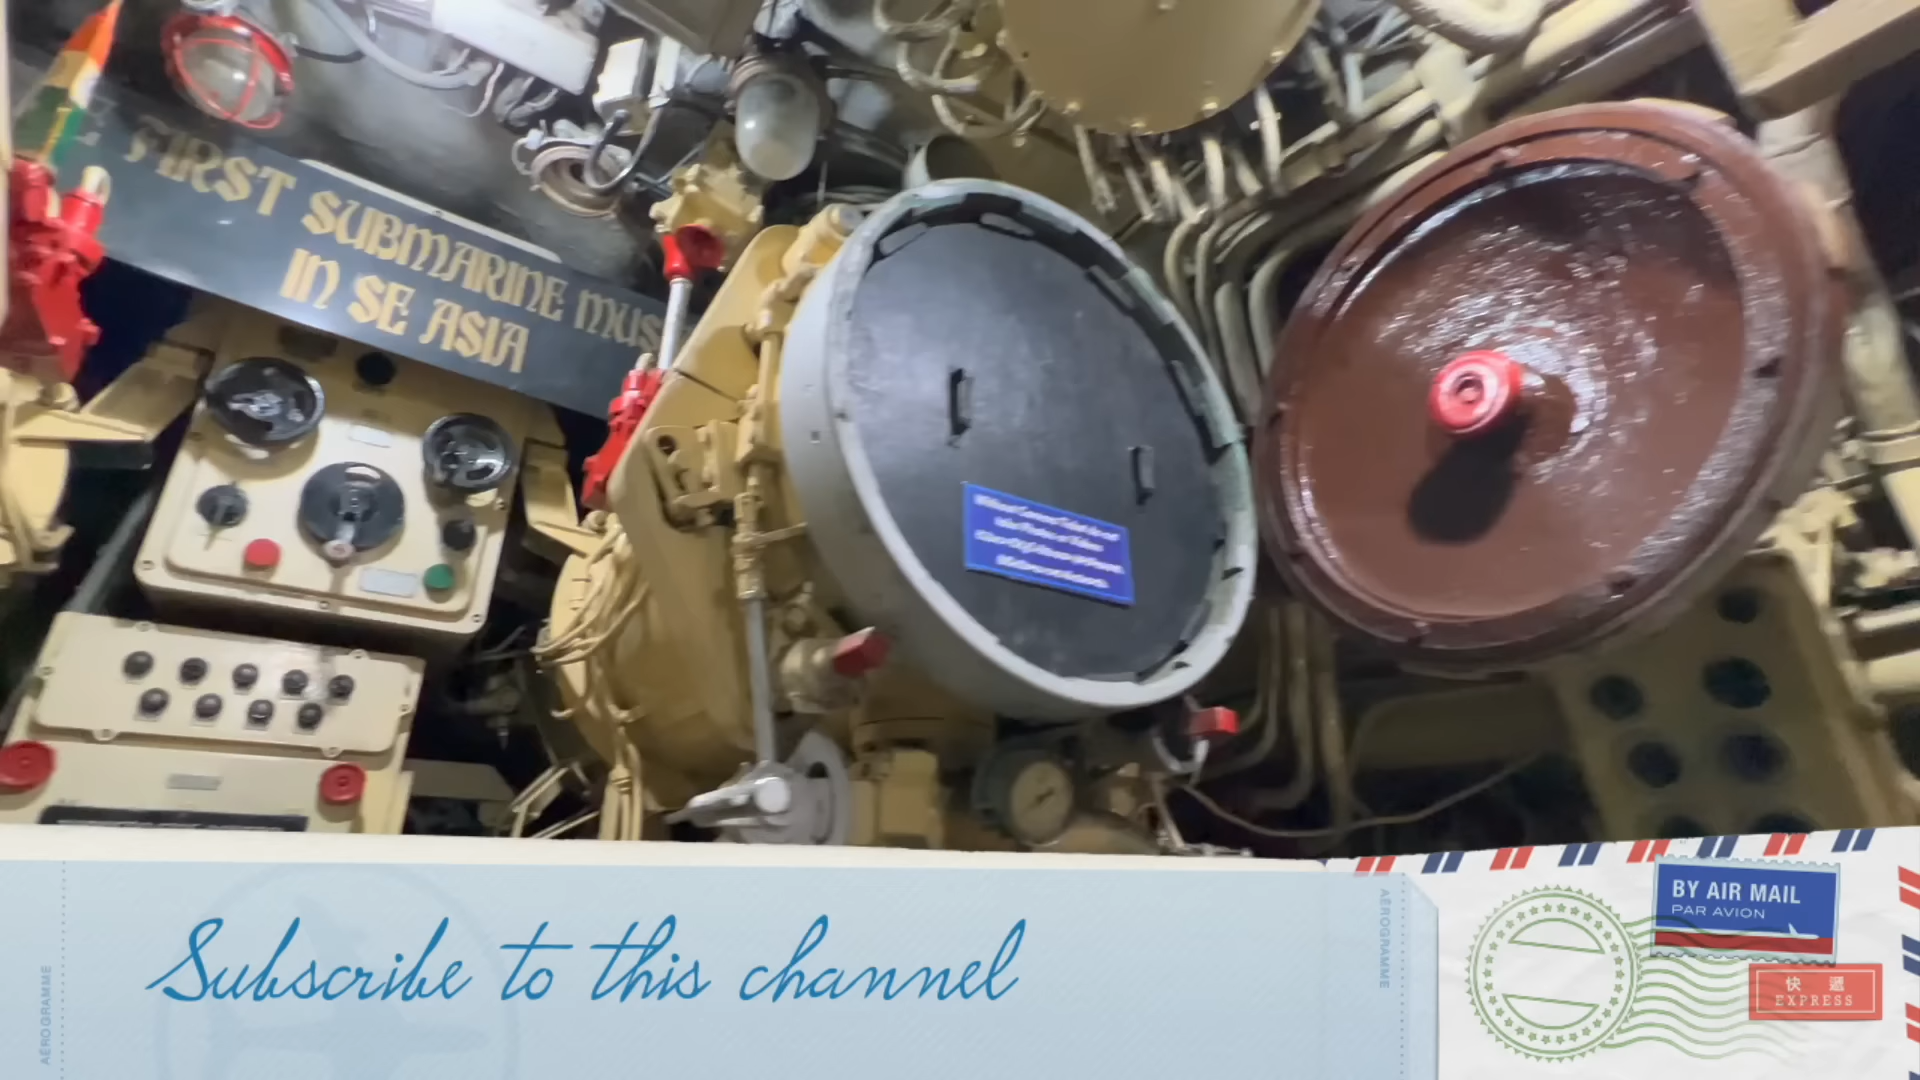 FIRST SUBMARINE MUS
IN SE ASIA
Subscribe to this channel
AÉROGRAMME
AÉROGRAMME
BY AIR MAIL
PAR AVION
快遞
EXPRESS